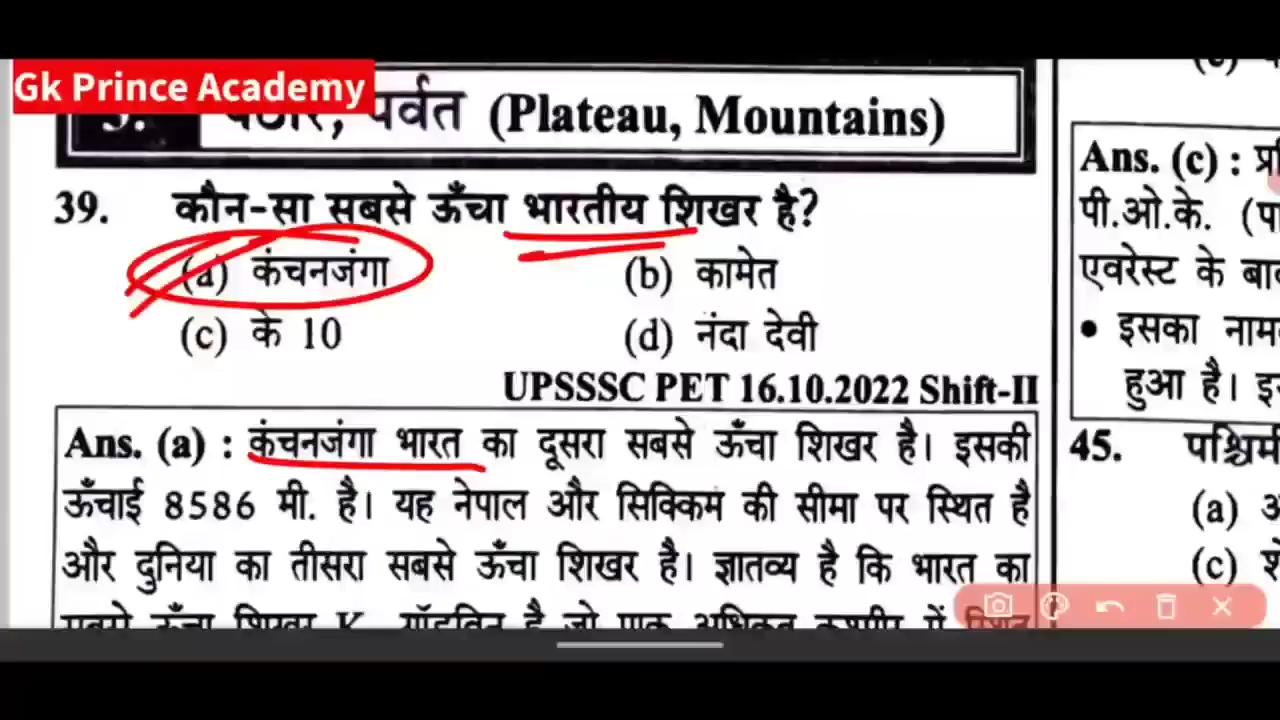 Gk Prince Academy
पठार, पर्वत (Plateau, Mountains)
39. कौन-सा सबसे ऊँचा भारतीय शिखर है?
(a) कंचनजंगा (b) कामेत
(c) के 10 (d) नंदा देवी
UPSSSC PET 16.10.2022 Shift-II
Ans. (a) : कंचनजंगा भारत का दूसरा सबसे ऊँचा शिखर है। इसकी
ऊँचाई 8586 मी. है। यह नेपाल और सिक्किम की सीमा पर स्थित है
और दुनिया का तीसरा सबसे ऊँचा शिखर है। ज्ञातव्य है कि भारत का
Ans. (c) :
पी.ओ.के.
एवरेस्ट के
• इसका
हुआ है।
45.
(a)
(c)